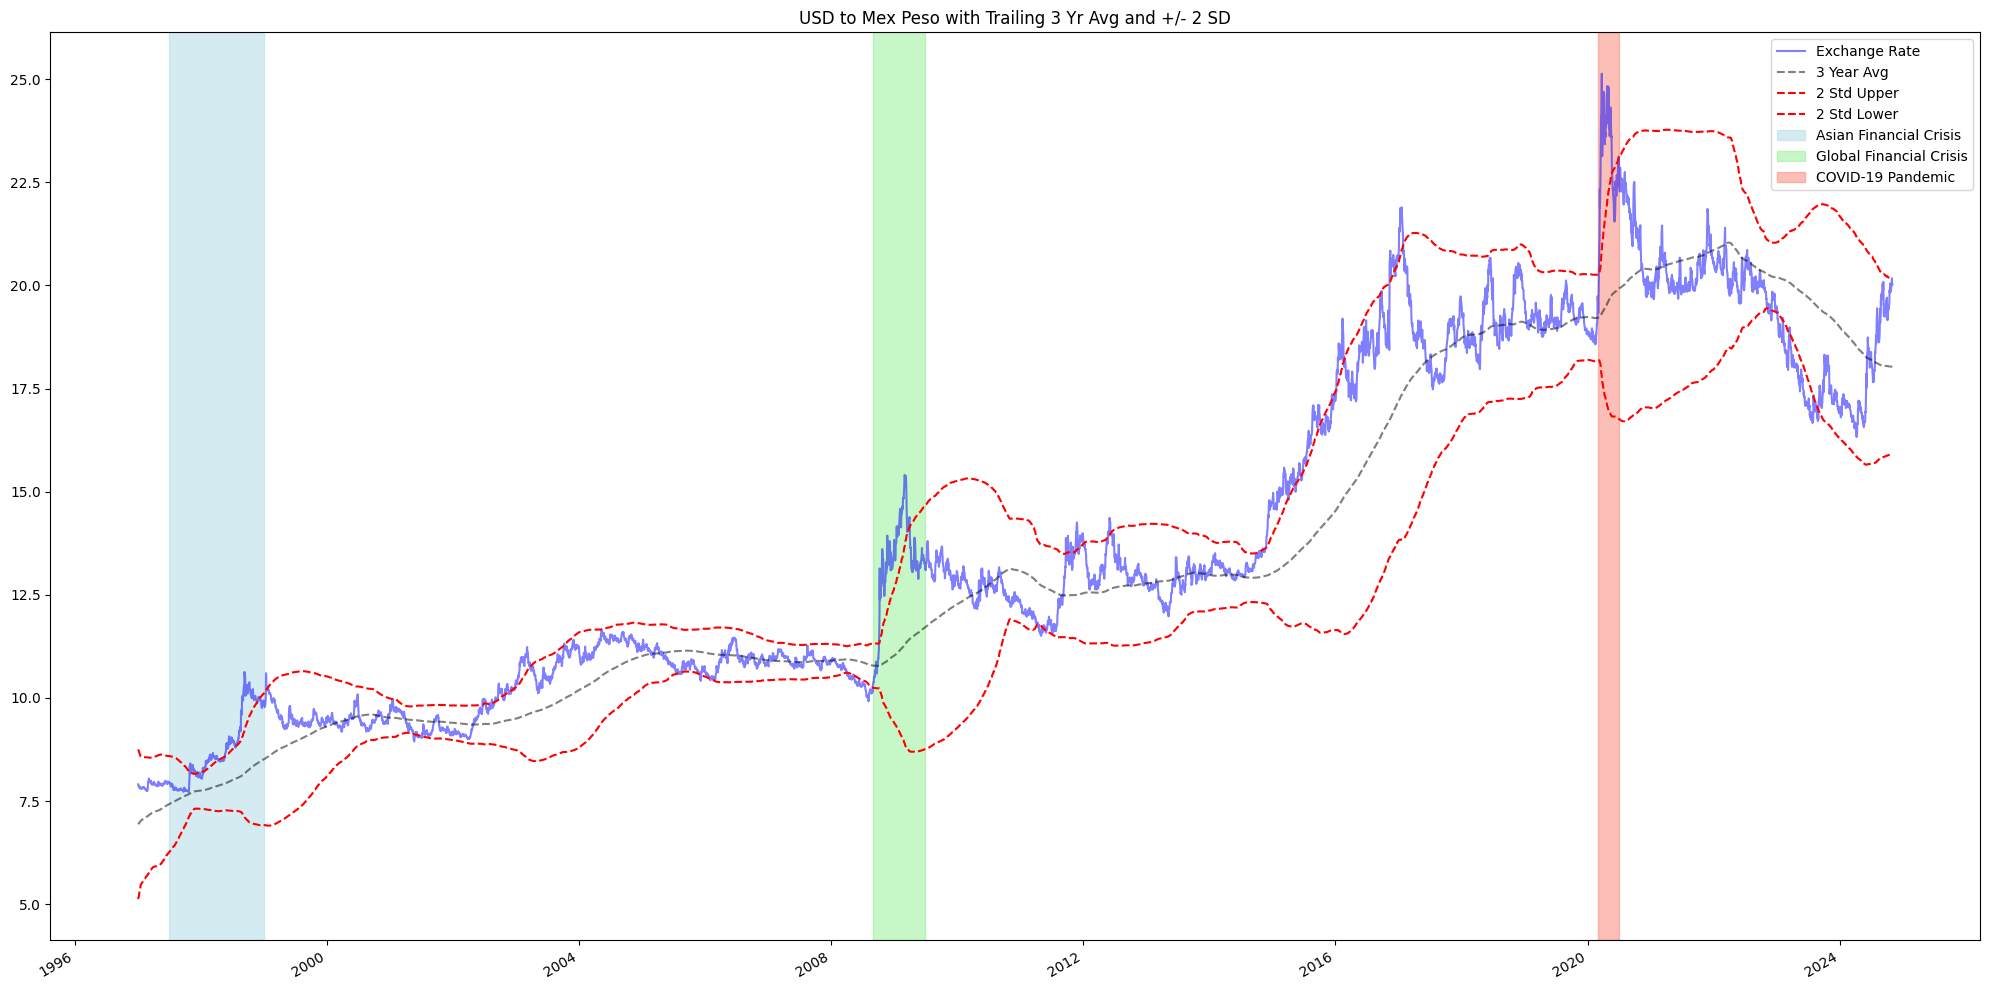 USD to Mex Peso with Trailing 3 Yr Avg and +/- 2 SD
Exchange Rate
3 Year Avg
2 Std Upper
2 Std Lower
Asian Financial Crisis
Global Financial Crisis
COVID-19 Pandemic
25.0
22.5
20.0
17.5
15.0
12.5
10.0
7.5
5.0
1996
2000
2004
2008
2012
2016
2020
2024